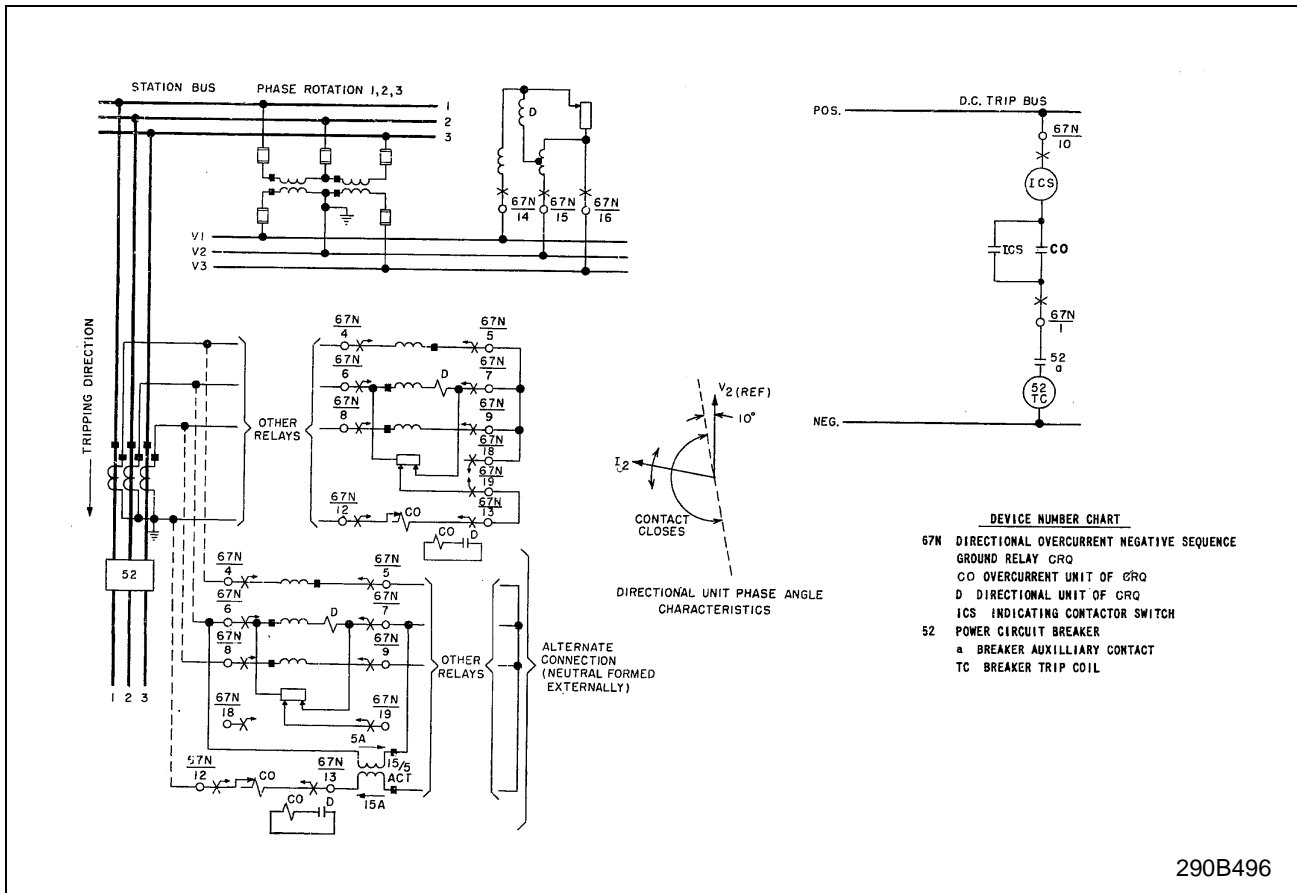 STATION BUS
PHASE ROTATION 1,2,3
1
2
3
D
67N
14
67N
15
67N
16
V1
V2
V3
POS.
D.C. TRIP BUS
67N
10
ICS
ICS
CO
67N
1
52
a
52
TC
NEG.
TRIPPING DIRECTION
OTHER
RELAYS
67N
4
67N
5
67N
6
D
67N
7
67N
8
67N
9
67N
18
67N
19
67N
12
CO
67N
13
CO
D
V2 (REF)
10°
I2
CONTACT
CLOSES
DIRECTIONAL UNIT PHASE ANGLE
CHARACTERISTICS
52
1 2 3
67N
4
67N
5
67N
6
D
67N
7
67N
8
67N
9
67N
18
67N
19
5A
15/5
ACT
15A
67N
12
CO
67N
13
CO
D
OTHER
RELAYS
ALTERNATE
CONNECTION
(NEUTRAL FORMED
EXTERNALLY)
DEVICE NUMBER CHART
67N DIRECTIONAL OVERCURRENT NEGATIVE SEQUENCE
GROUND RELAY CRQ
CO OVERCURRENT UNIT OF CRQ
D DIRECTIONAL UNIT OF CRQ
ICS INDICATING CONTACTOR SWITCH
52 POWER CIRCUIT BREAKER
a BREAKER AUXILLIARY CONTACT
TC BREAKER TRIP COIL
290B496